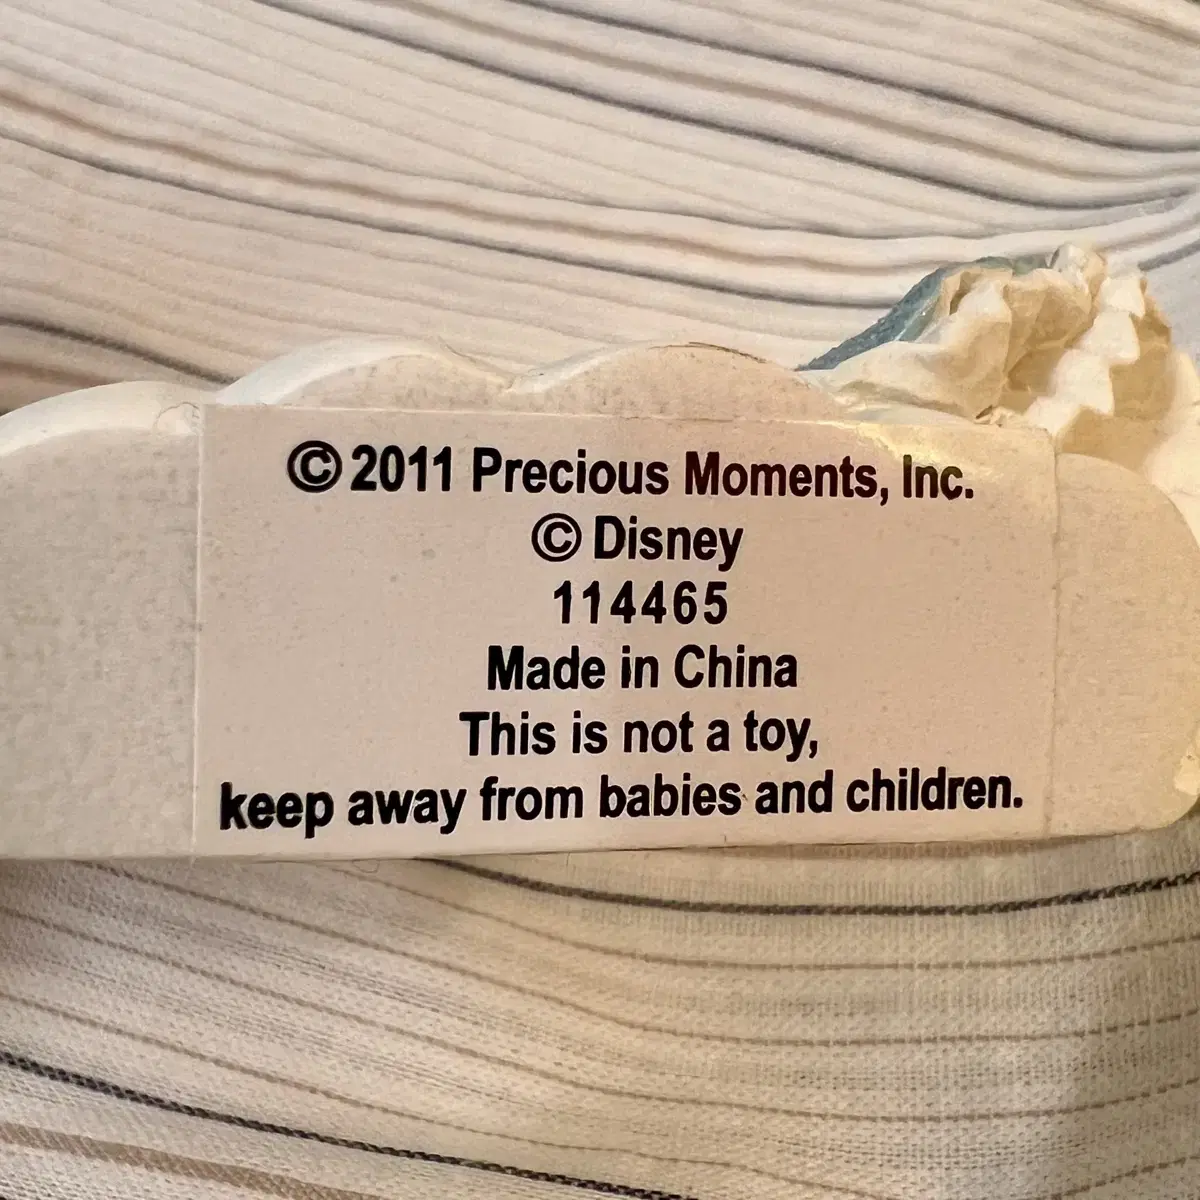 © 2011 Precious Moments, Inc.
© Disney
114465
Made in China
This is not a toy,
keep away from babies and children.